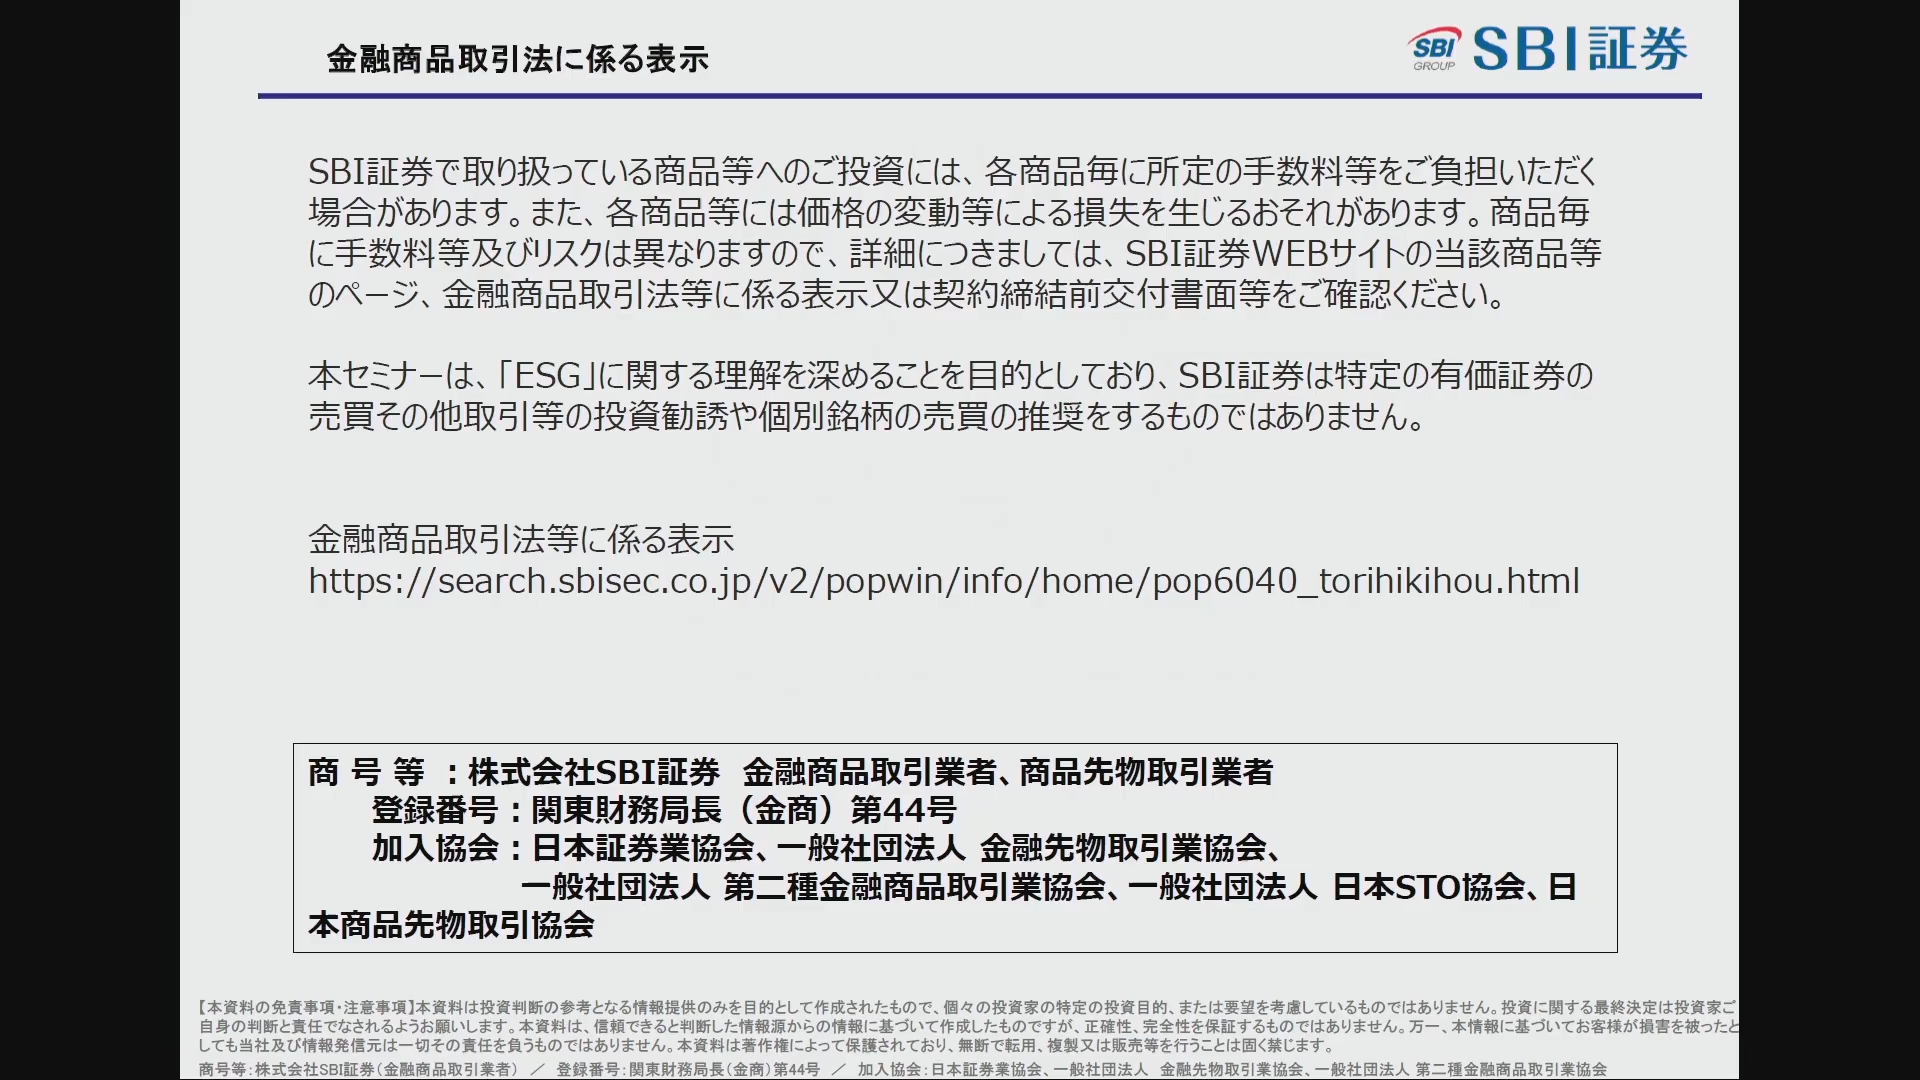 金融商品取引法に係る表示
SBI GROUP SBI証券
SBI証券で取り扱っている商品等へのご投資には、各商品毎に所定の手数料等をご負担いただく
場合があります。また、各商品等には価格の変動等による損失を生じるおそれがあります。商品毎
に手数料等及びリスクは異なりますので、詳細につきましては、SBI証券WEBサイトの当該商品等
のページ、金融商品取引法等に係る表示又は契約締結前交付書面等をご確認ください。
本セミナーは、「ESG」に関する理解を深めることを目的としており、SBI証券は特定の有価証券の
売買その他取引等の投資勧誘や個別銘柄の売買の推奨をするものではありません。
金融商品取引法等に係る表示
https://search.sbisec.co.jp/v2/popwin/info/home/pop6040_torihikihou.html
商 号 等 ：株式会社SBI証券 金融商品取引業者、商品先物取引業者
登録番号：関東財務局長（金商）第44号
加入協会：日本証券業協会、一般社団法人 金融先物取引業協会、
一般社団法人 第二種金融商品取引業協会、一般社団法人 日本STO協会、日
本商品先物取引協会
【本資料の免責事項・注意事項】本資料は投資判断の参考となる情報提供のみを目的として作成されたもので、個々の投資家の特定の投資目的、または要望を考慮しているものではありません。投資に関する最終決定は投資家ご
自身の判断と責任でなされるようお願いします。本資料は、信頼できると判断した情報源からの情報に基づいて作成したものですが、正確性、完全性を保証するものではありません。万一、本情報に基づいてお客様が損害を被ったと
しても当社及び情報発信元は一切その責任を負うものではありません。本資料は著作権によって保護されており、無断で転用、複製又は販売等を行うことは固く禁じます。
商号等：株式会社SBI証券（金融商品取引業者） ／ 登録番号：関東財務局長（金商）第44号 ／ 加入協会：日本証券業協会、一般社団法人 金融先物取引業協会、一般社団法人 第二種金融商品取引業協会